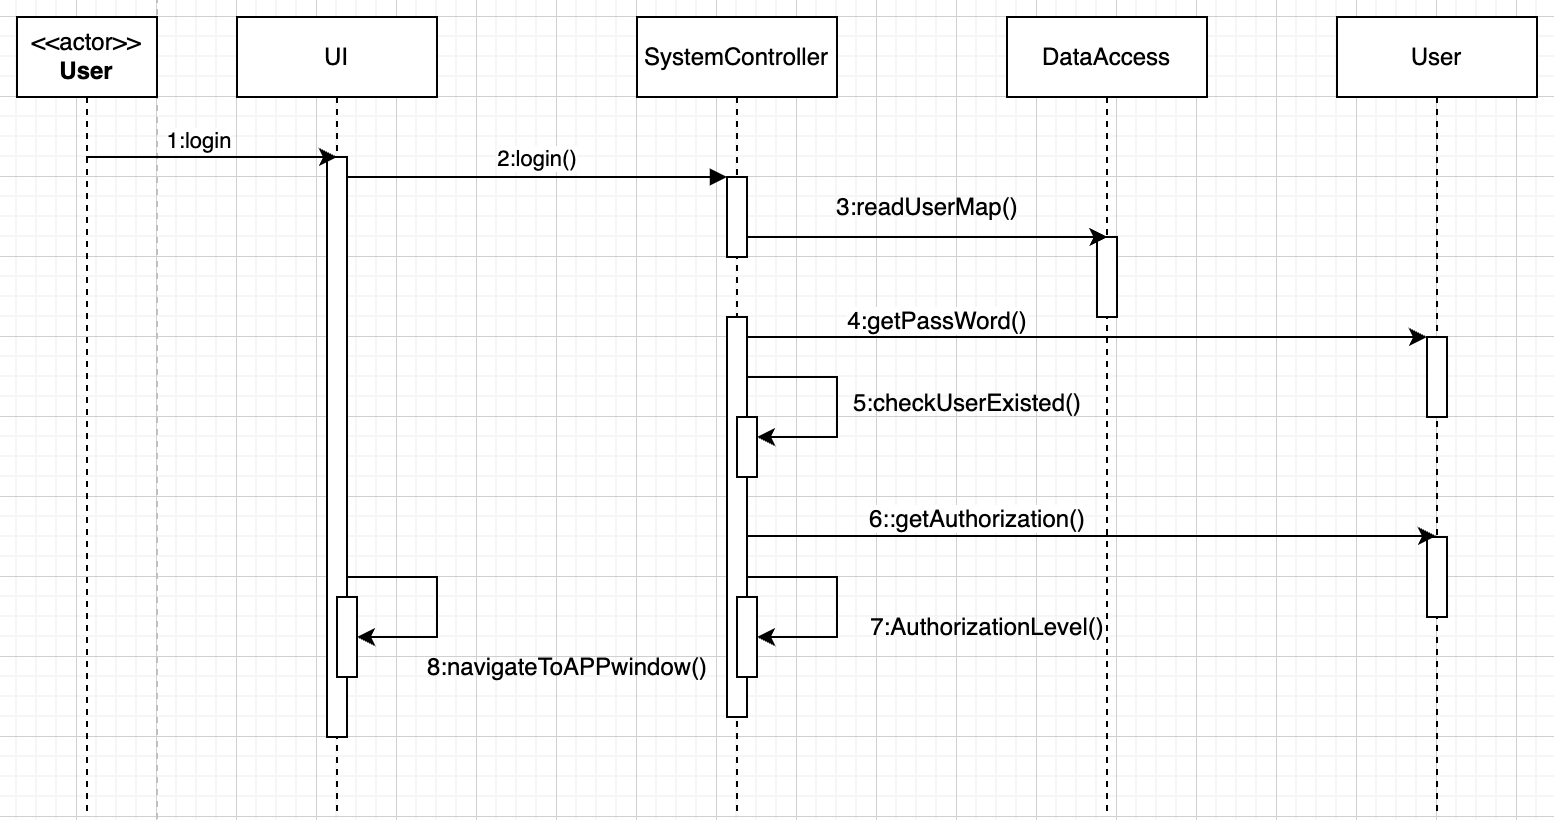 <<actor>>
User
UI
SystemController
DataAccess
User
1:login
2:login()
3:readUserMap()
4:getPassWord()
5:checkUserExisted()
6::getAuthorization()
7:AuthorizationLevel()
8:navigateToAPPwindow()